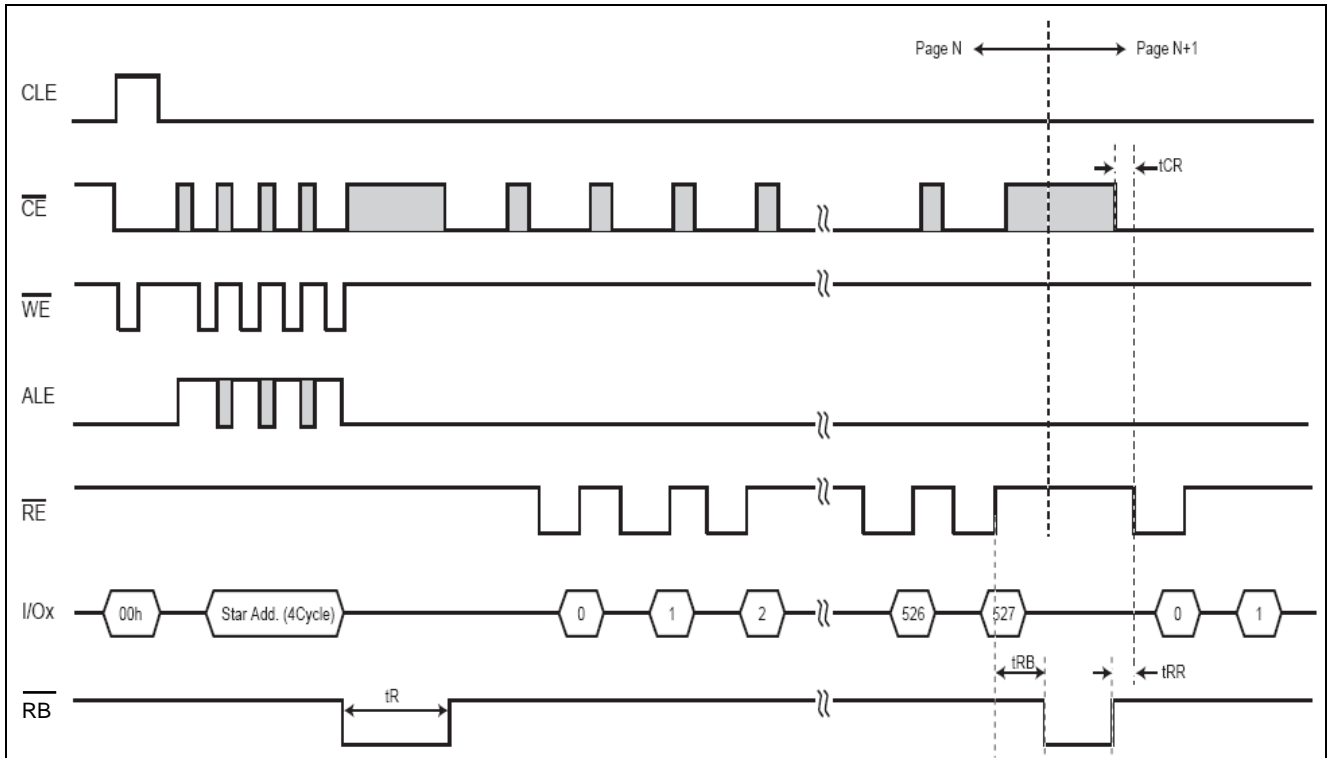 Page N
Page N+1
CLE
tCR
CE
WE
ALE
RE
I/Ox
00h
Star Add. (4Cycle)
0
1
2
526
527
0
1
tRB
tRR
RB
tR